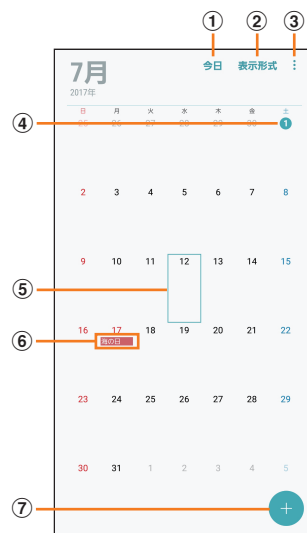 ① ② ③
7月 今日 表示形式
2017年
日 月 火 水 木 金 土
④ 25 26 27 28 29 30 1
2 3 4 5 6 7 8
9 10 11 12 13 14 15
⑤
16 17 18 19 20 21 22
⑥ 海の日
23 24 25 26 27 28 29
30 31 1 2 3 4 5
⑦ +